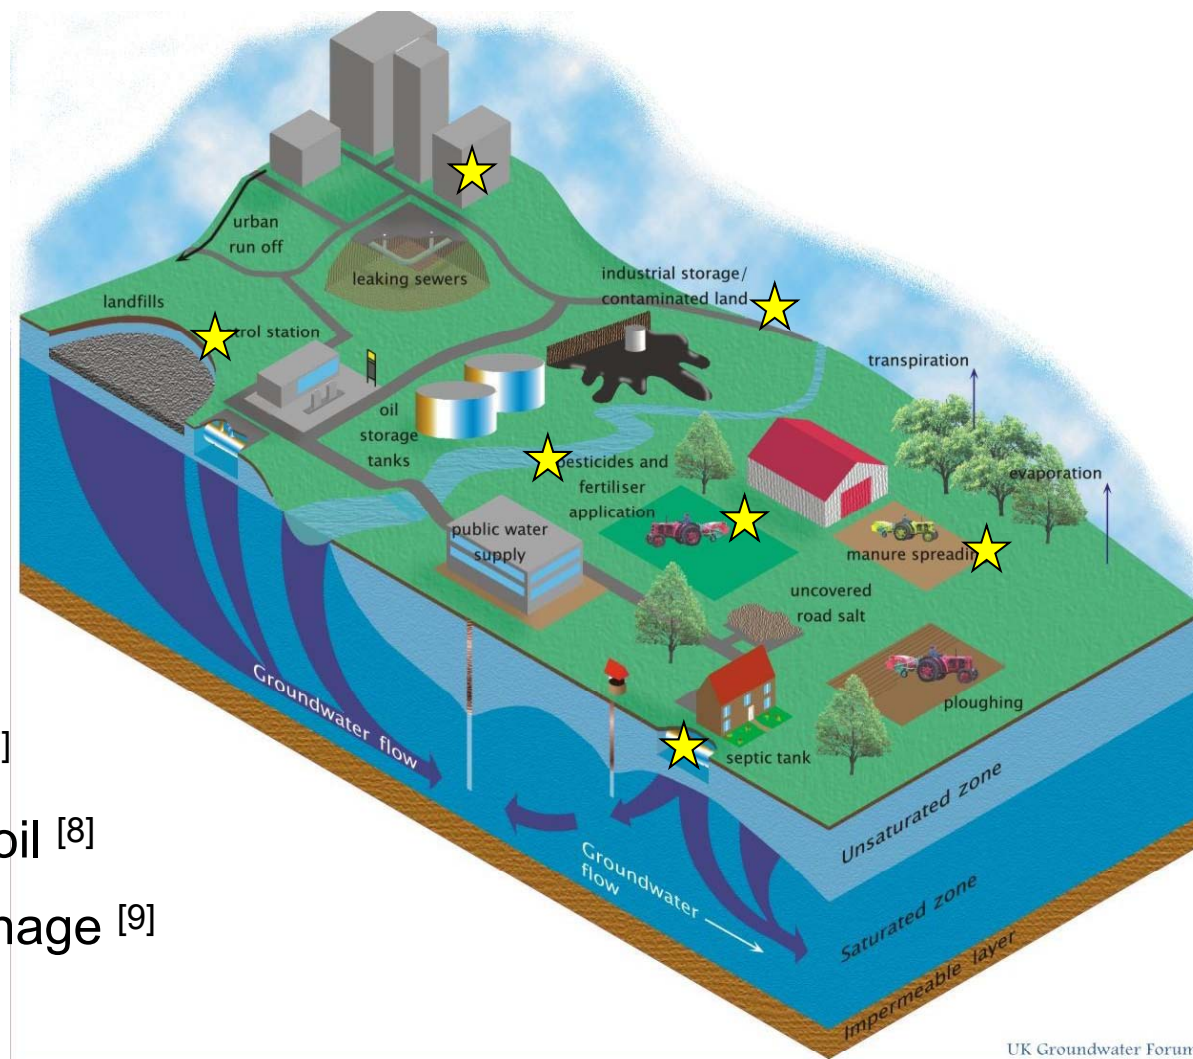 urban
run off
leaking sewers
industrial storage/
contaminated land
landfills
trol station
transpiration
oil
storage
tanks
evaporation
pesticides and
fertiliser
application
public water
supply
manure spreadin
uncovered
road salt
Groundwater flow
ploughing
septic tank
]
oil [8]
nage [9]
Groundwater
flow
Unsaturated zone
Saturated zone
Impermeable layer
UK Groundwater Forum